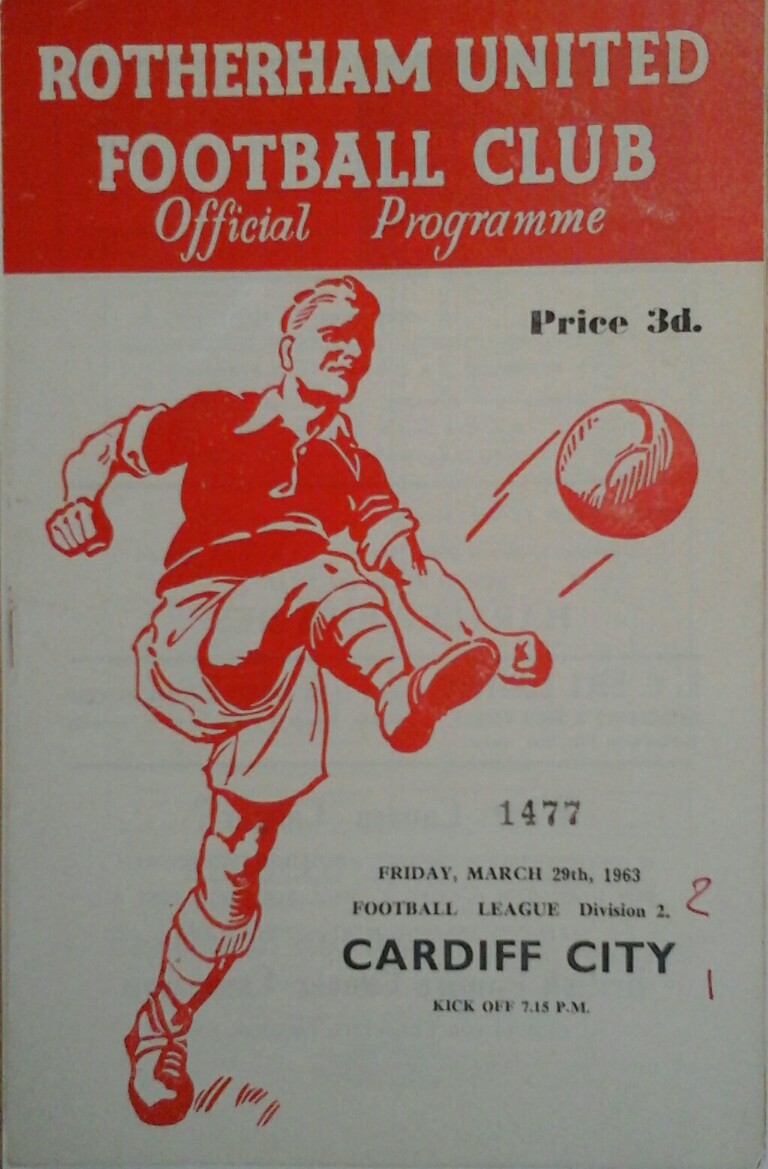 ROTHERHAM UNITED
FOOTBALL CLUB
Official Programme
Price 3d.
1477
FRIDAY, MARCH 29th, 1963
FOOTBALL LEAGUE Division 2. 2
CARDIFF CITY 1
KICK OFF 7.15 P.M.